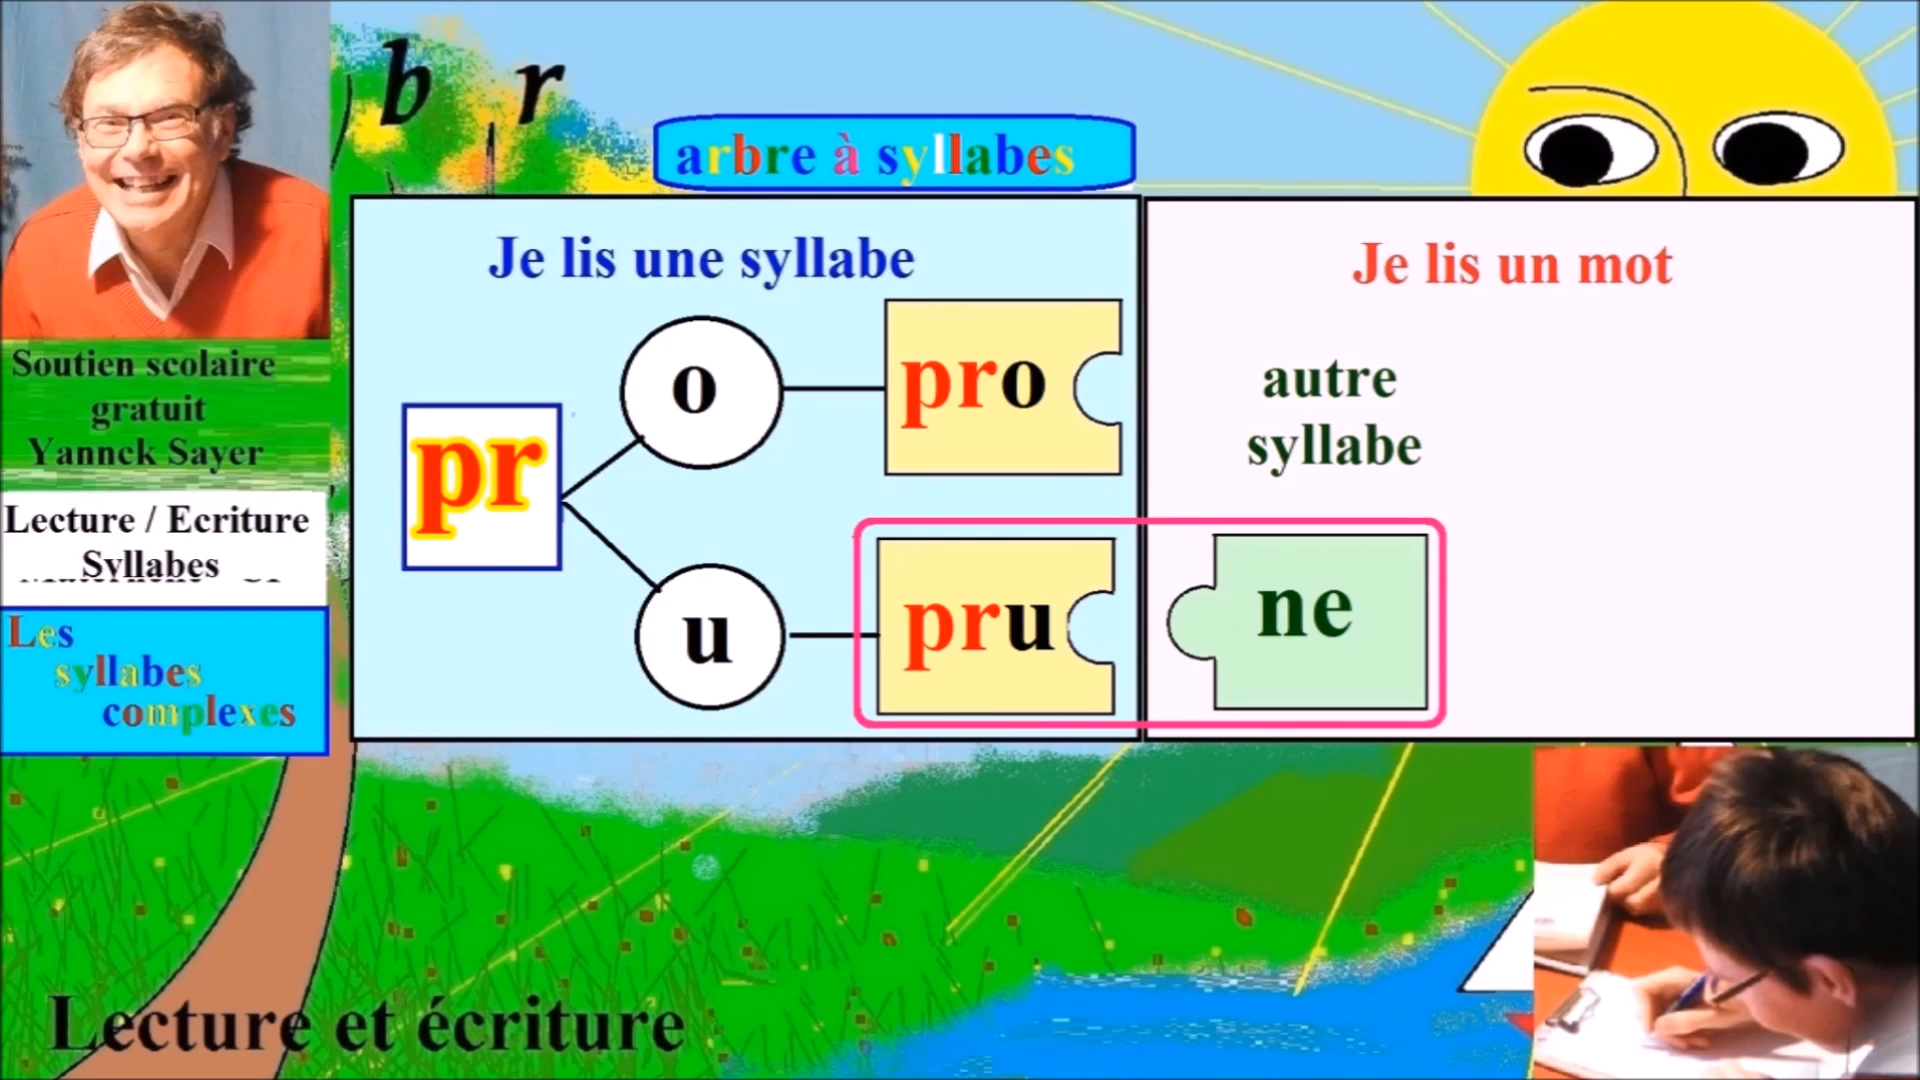 b r
arbre à syllabes
Je lis une syllabe
Je lis un mot
o
pro
autre
syllabe
pr
u
pru
ne
Soutien scolaire
gratuit
Yannck Sayer
Lecture / Ecriture
Syllabes
Les
syllabes
complexes
Lecture et écriture